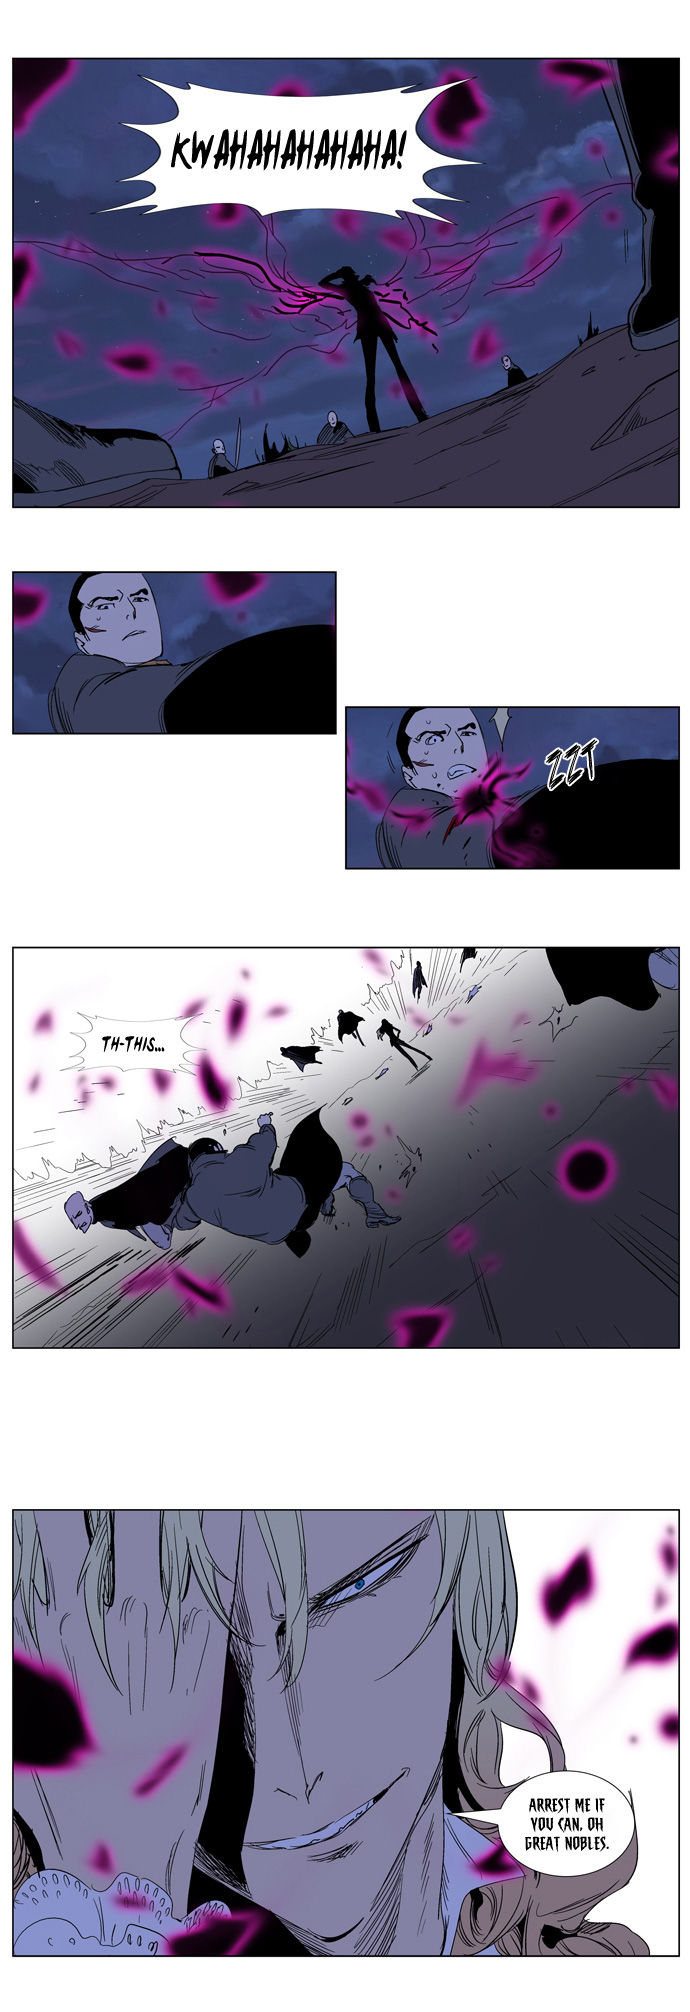 KWAHAHAHAHAHA!
ZZT
TH-THIS...
ARREST ME IF
YOU CAN, OH
GREAT NOBLES.